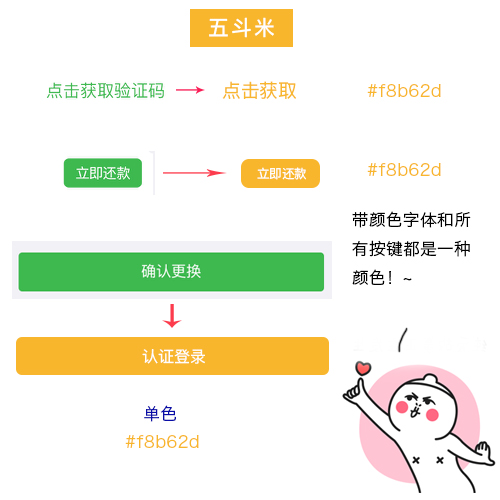 五斗米
点击获取验证码 点击获取 #f8b62d
立即还款 立即还款 #f8b62d
带颜色字体和所
有按键都是一种
颜色！~
确认更换
认证登录
单色
#f8b62d